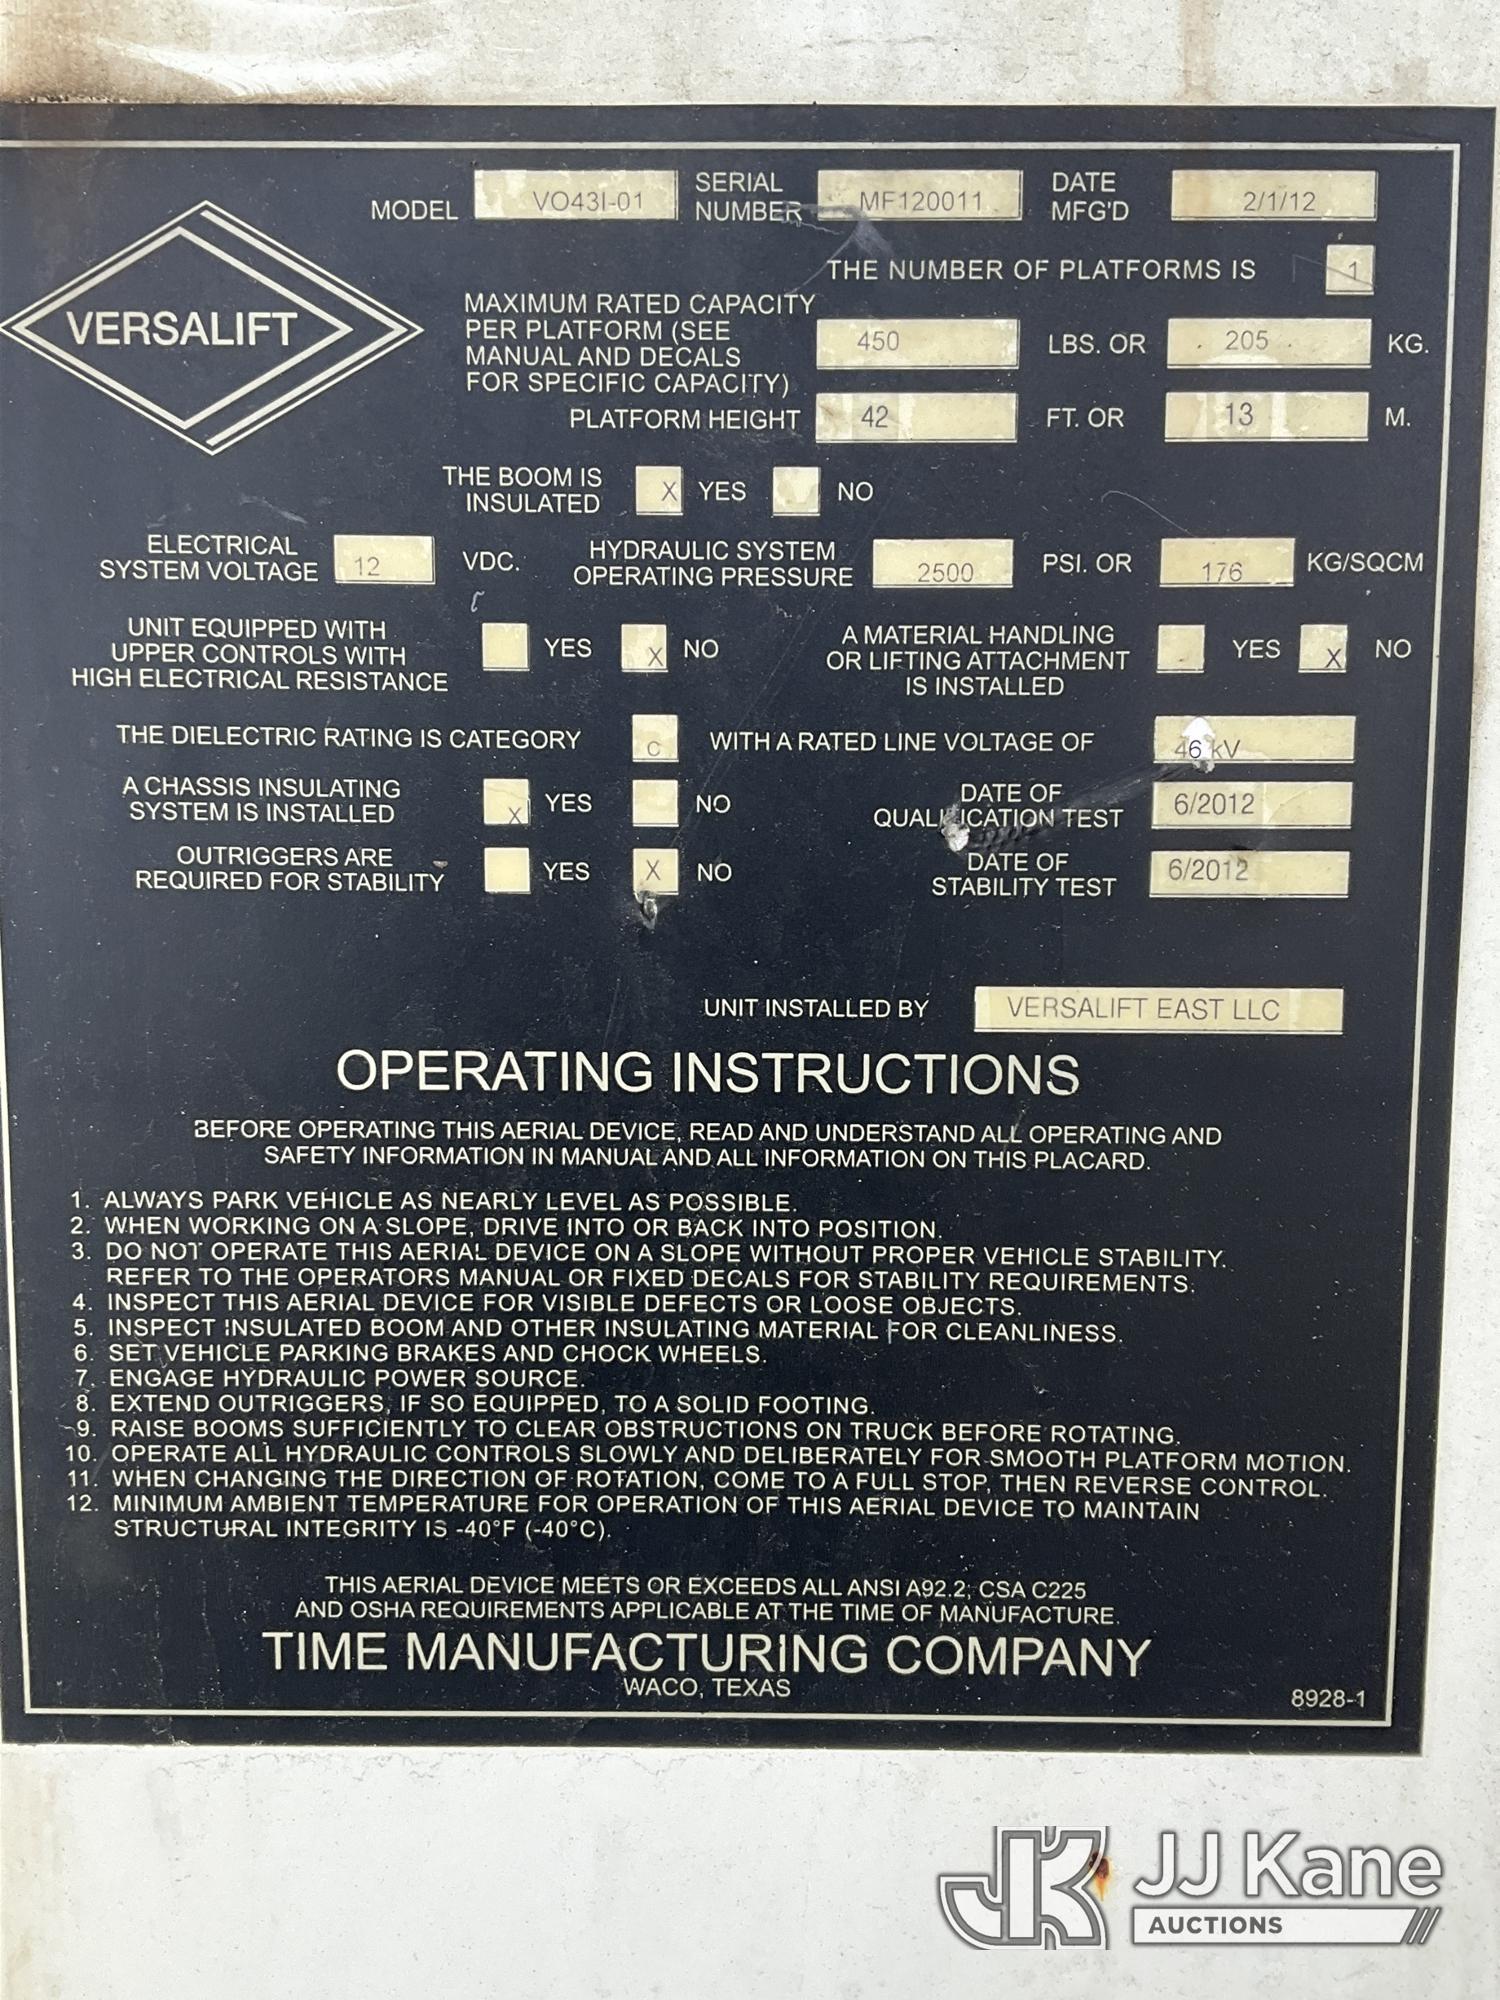 MODEL VO43I-01 SERIAL NUMBER MF120011 DATE MFG'D 2/1/12
THE NUMBER OF PLATFORMS IS 1
VERSALIFT
MAXIMUM RATED CAPACITY
PER PLATFORM (SEE
MANUAL AND DECALS
FOR SPECIFIC CAPACITY) 450 LBS. OR 205 KG.
PLATFORM HEIGHT 42 FT. OR 13 M.
THE BOOM IS
INSULATED X YES NO
ELECTRICAL
SYSTEM VOLTAGE 12 VDC.
HYDRAULIC SYSTEM
OPERATING PRESSURE 2500 PSI. OR 176 KG/SQCM
UNIT EQUIPPED WITH
UPPER CONTROLS WITH
HIGH ELECTRICAL RESISTANCE YES X NO
A MATERIAL HANDLING
OR LIFTING ATTACHMENT
IS INSTALLED YES X NO
THE DIELECTRIC RATING IS CATEGORY C WITH A RATED LINE VOLTAGE OF 46 kV
A CHASSIS INSULATING
SYSTEM IS INSTALLED X YES NO
DATE OF
QUALIFICATION TEST 6/2012
OUTRIGGERS ARE
REQUIRED FOR STABILITY YES X NO
DATE OF
STABILITY TEST 6/2012
UNIT INSTALLED BY VERSALIFT EAST LLC
OPERATING INSTRUCTIONS
BEFORE OPERATING THIS AERIAL DEVICE, READ AND UNDERSTAND ALL OPERATING AND
SAFETY INFORMATION IN MANUAL AND ALL INFORMATION ON THIS PLACARD.
1. ALWAYS PARK VEHICLE AS NEARLY LEVEL AS POSSIBLE.
2. WHEN WORKING ON A SLOPE, DRIVE INTO OR BACK INTO POSITION.
3. DO NOT OPERATE THIS AERIAL DEVICE ON A SLOPE WITHOUT PROPER VEHICLE STABILITY.
REFER TO THE OPERATORS MANUAL OR FIXED DECALS FOR STABILITY REQUIREMENTS.
4. INSPECT THIS AERIAL DEVICE FOR VISIBLE DEFECTS OR LOOSE OBJECTS.
5. INSPECT INSULATED BOOM AND OTHER INSULATING MATERIAL FOR CLEANLINESS.
6. SET VEHICLE PARKING BRAKES AND CHOCK WHEELS.
7. ENGAGE HYDRAULIC POWER SOURCE.
8. EXTEND OUTRIGGERS, IF SO EQUIPPED, TO A SOLID FOOTING.
9. RAISE BOOMS SUFFICIENTLY TO CLEAR OBSTRUCTIONS ON TRUCK BEFORE ROTATING.
10. OPERATE ALL HYDRAULIC CONTROLS SLOWLY AND DELIBERATELY FOR SMOOTH PLATFORM MOTION.
11. WHEN CHANGING THE DIRECTION OF ROTATION, COME TO A FULL STOP, THEN REVERSE CONTROL.
12. MINIMUM AMBIENT TEMPERATURE FOR OPERATION OF THIS AERIAL DEVICE TO MAINTAIN
STRUCTURAL INTEGRITY IS -40°F (-40°C).
THIS AERIAL DEVICE MEETS OR EXCEEDS ALL ANSI A92.2, CSA C225
AND OSHA REQUIREMENTS APPLICABLE AT THE TIME OF MANUFACTURE.
TIME MANUFACTURING COMPANY
WACO, TEXAS
8928-1
JK JJ Kane
AUCTIONS